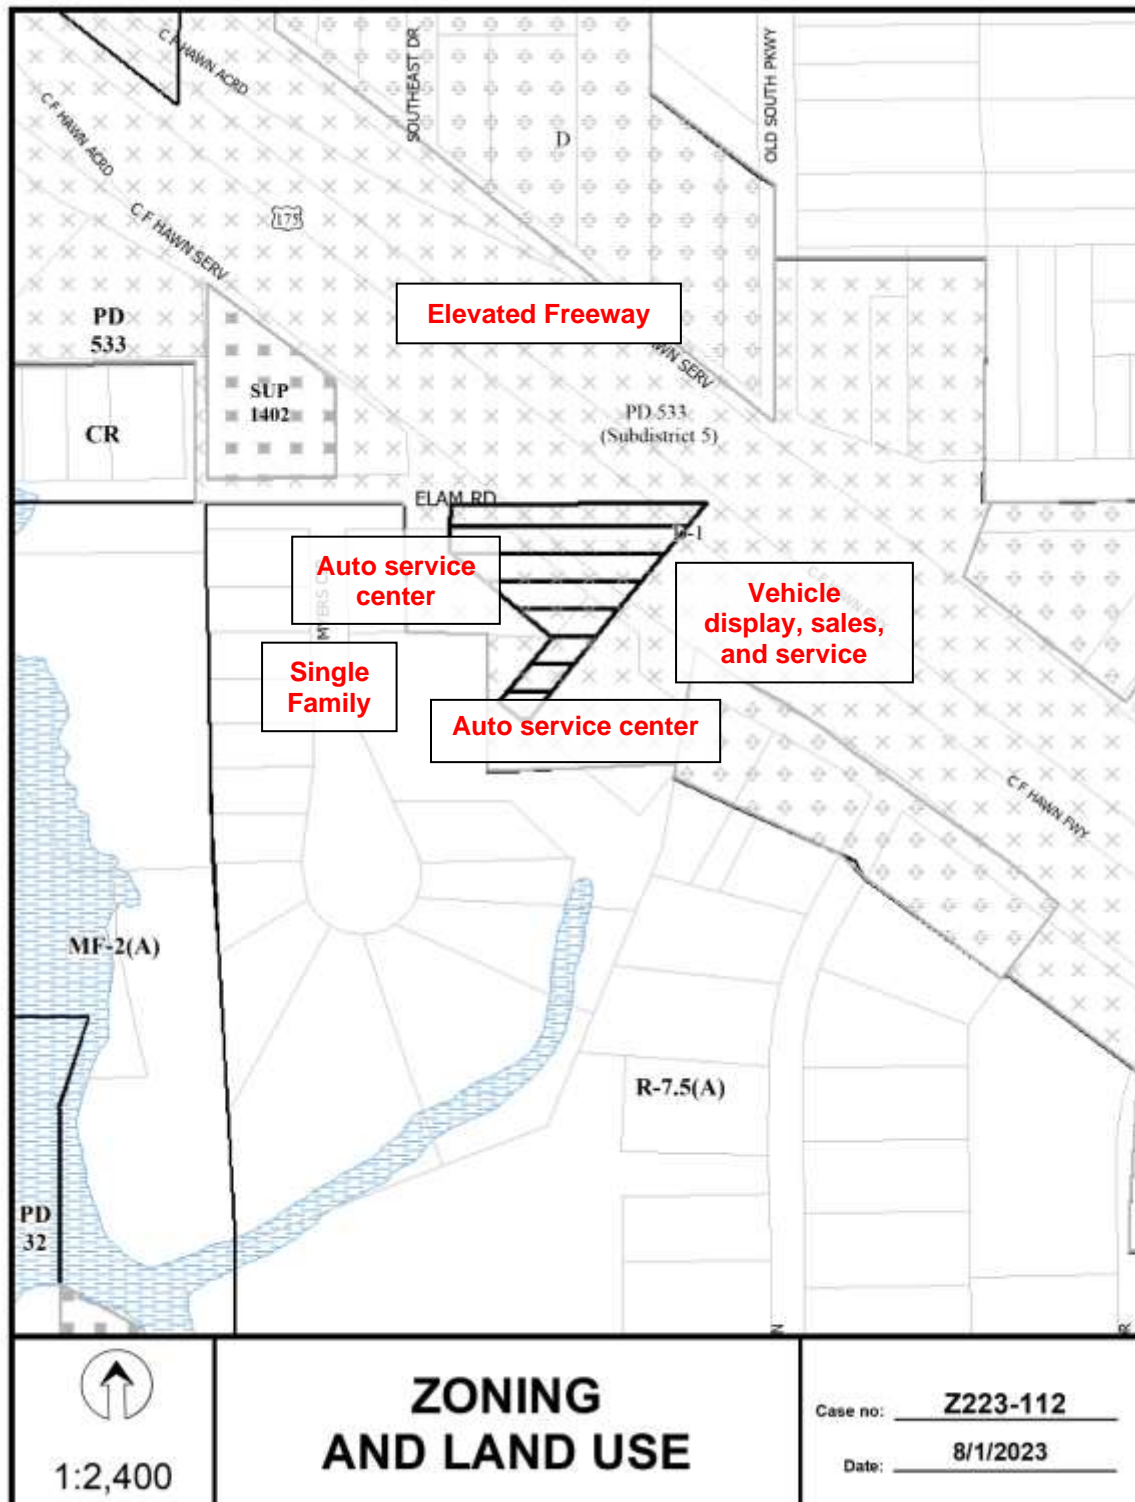 C F HAWN ACRD
SOUTHEAST DR
OLD SOUTH PKWY
C F HAWN ACRD
D
175
C F HAWN SERV
Elevated Freeway
PD
533
HAWN SERV
SUP
1402
PD 533
(Subdistrict 5)
CR
ELAM RD
D-1
Auto service
center
MYERS
Vehicle
display, sales,
and service
Single
Family
Auto service center
C F HAWN FWY
MF-2(A)
R-7.5(A)
PD
32
N
R
1:2,400
ZONING
AND LAND USE
Case no: Z223-112
Date: 8/1/2023